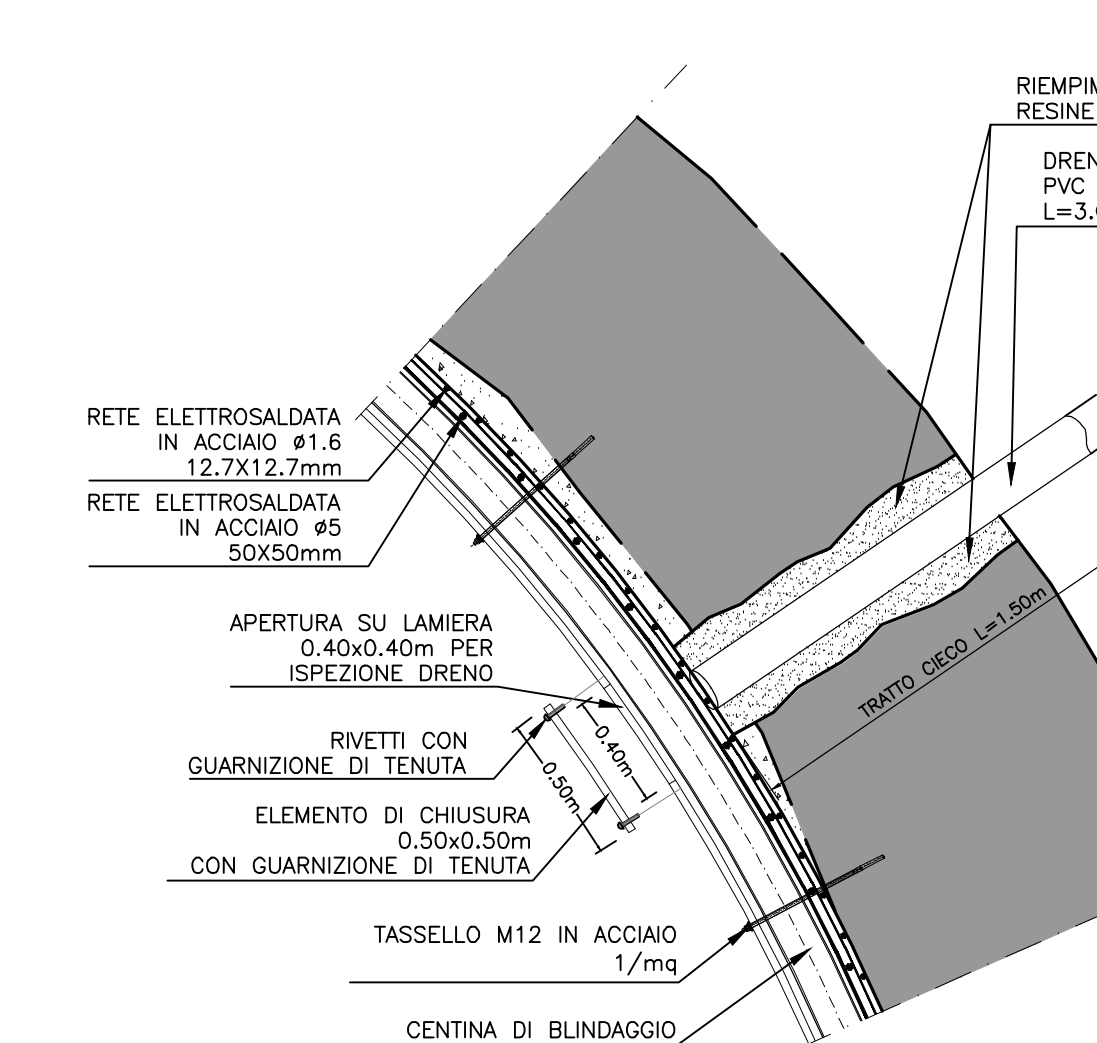 RESINE
PVC
RETE ELETTROSALDATA
IN ACCIAIO ø1.6
12.7X12.7mm
RETE ELETTROSALDATA
IN ACCIAIO ø5
50X50mm
APERTURA SU LAMIERA
0.40x0.40m PER
ISPEZIONE DRENO
RIVETTI CON
GUARNIZIONE DI TENUTA
0.40m
0.50m
ELEMENTO DI CHIUSURA
0.50x0.50m
CON GUARNIZIONE DI TENUTA
TRATTO CIECO L=1.50m
TASSELLO M12 IN ACCIAIO
1/mq
CENTINA DI BLINDAGGIO